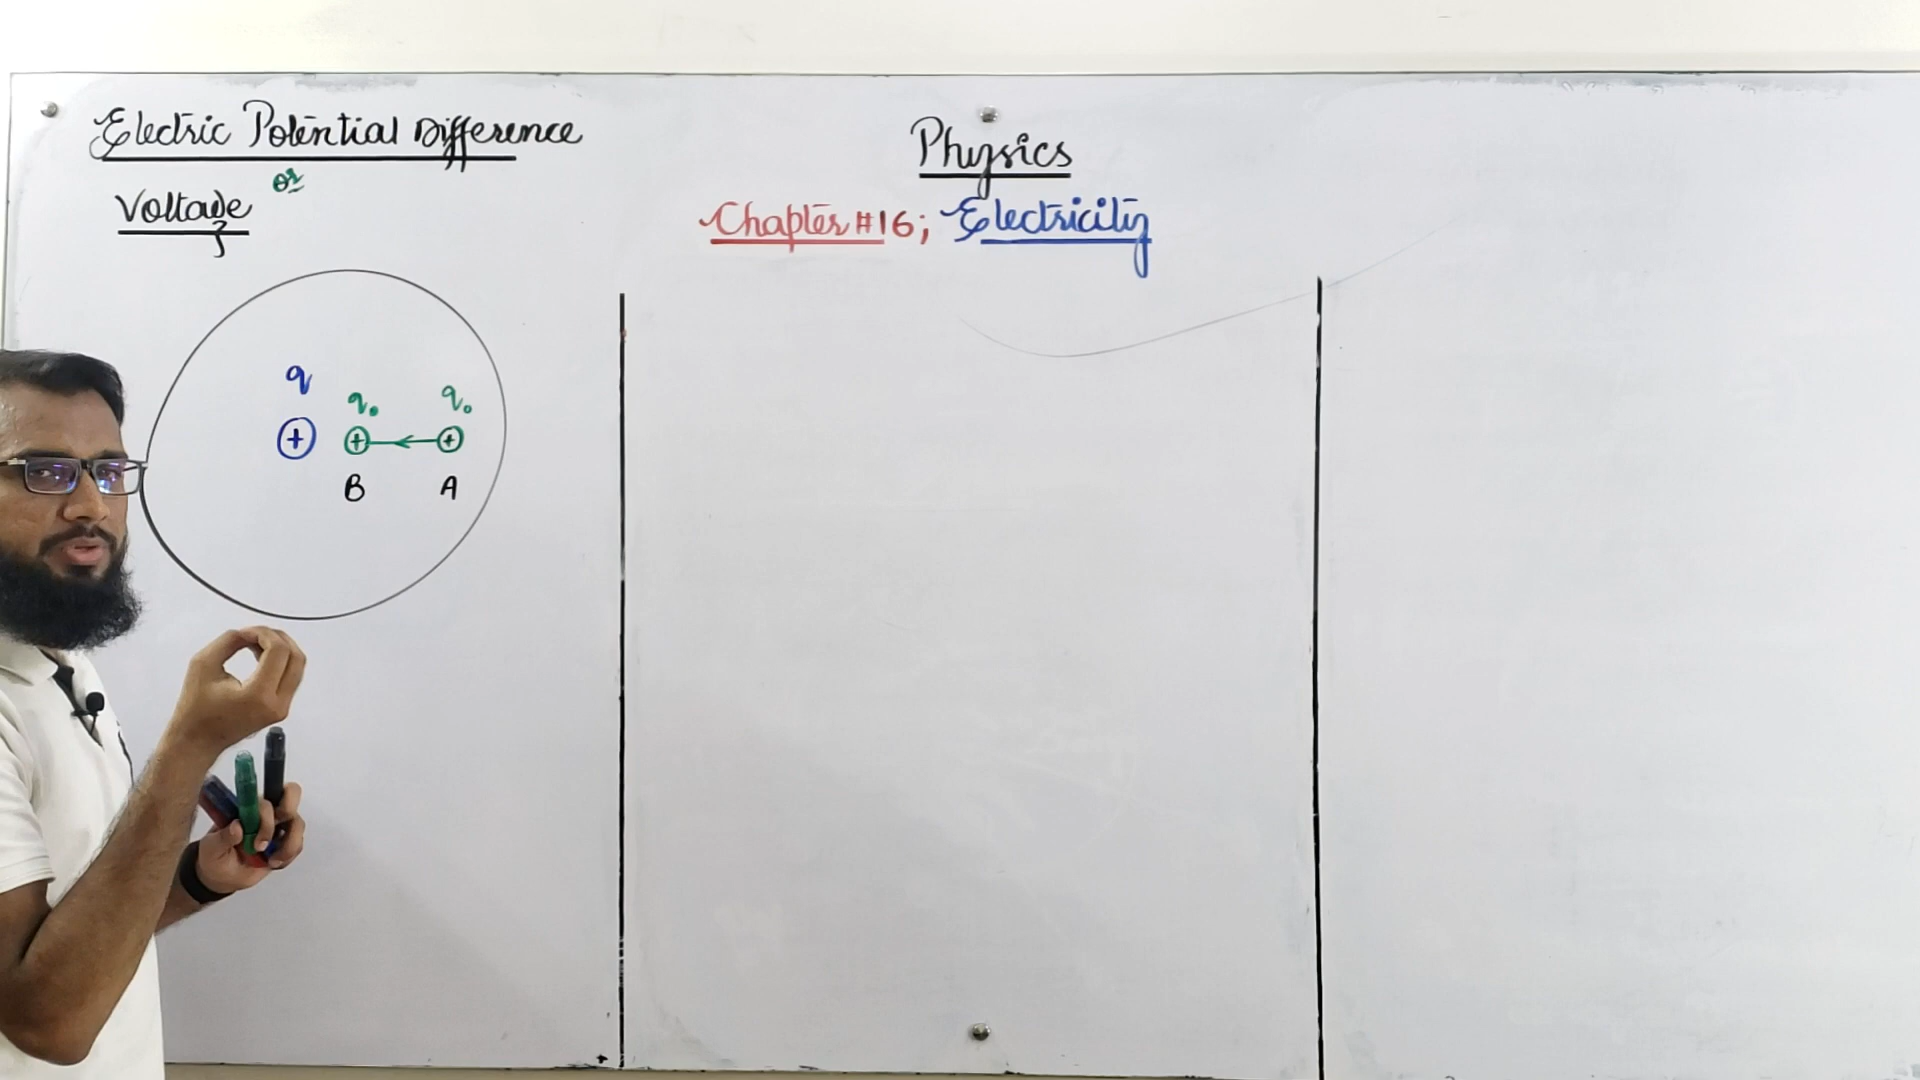 Electric Potential Difference
or
Voltage
Physics
Chapter #16; Electricity
q
q₀ q₀
+ + +
B A